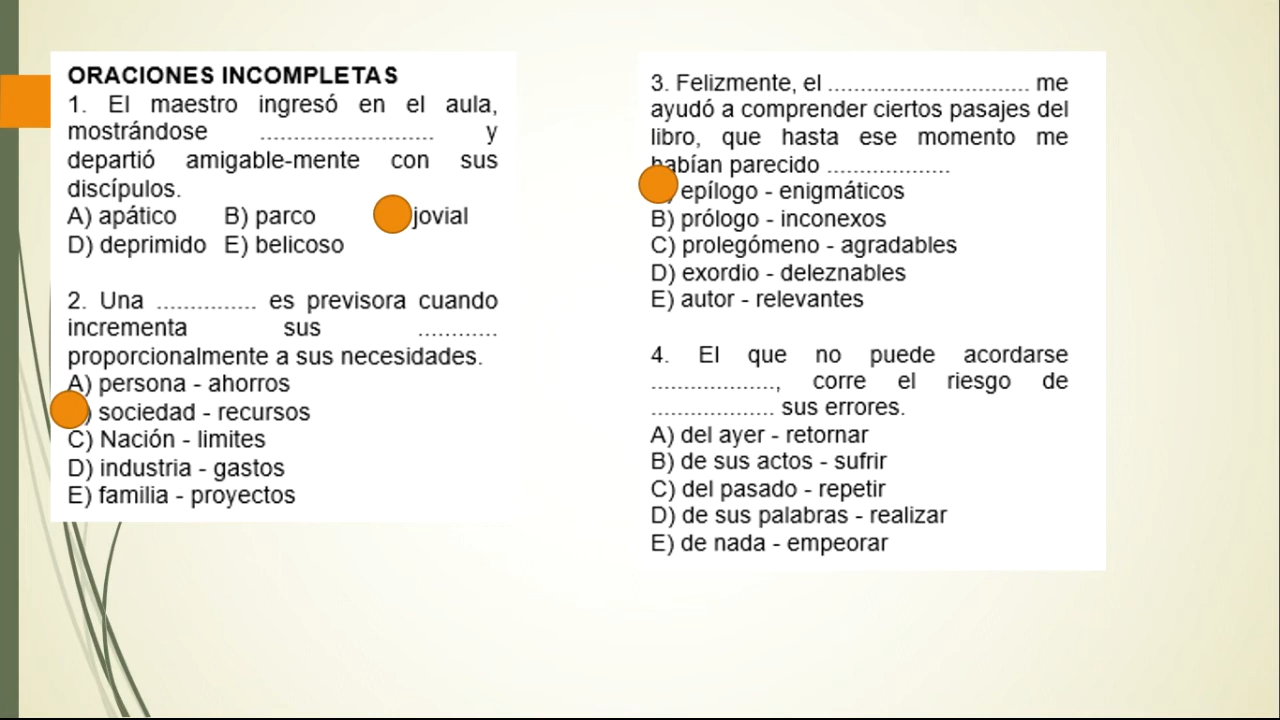 ORACIONES INCOMPLETAS
1. El maestro ingresó en el aula,
mostrándose .......................... y
departió amigable-mente con sus
discípulos.
A) apático B) parco jovial
D) deprimido E) belicoso
2. Una ............... es previsora cuando
incrementa sus ............
proporcionalmente a sus necesidades.
A) persona - ahorros
) sociedad - recursos
C) Nación - limites
D) industria - gastos
E) familia - proyectos
3. Felizmente, el .............................. me
ayudó a comprender ciertos pasajes del
libro, que hasta ese momento me
habían parecido ...................
) epílogo - enigmáticos
B) prólogo - inconexos
C) prolegómeno - agradables
D) exordio - deleznables
E) autor - relevantes
4. El que no puede acordarse
..................., corre el riesgo de
................... sus errores.
A) del ayer - retornar
B) de sus actos - sufrir
C) del pasado - repetir
D) de sus palabras - realizar
E) de nada - empeorar